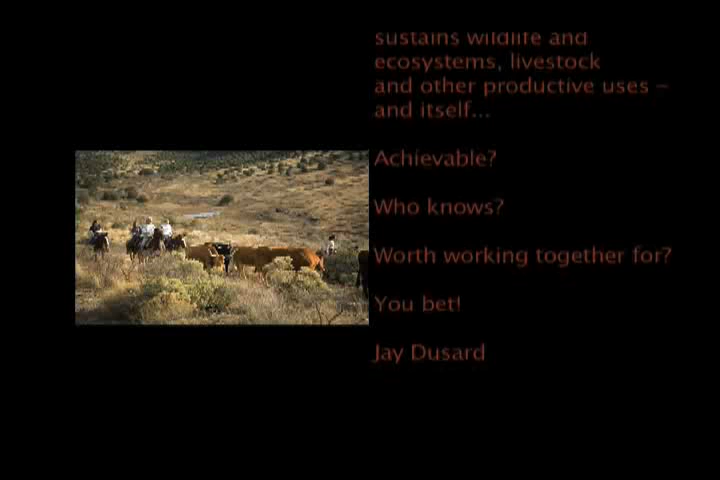 sustains wildlife and
ecosystems, livestock
and other productive uses –
and itself...
Achievable?
Who knows?
Worth working together for?
You bet!
Jay Dusard